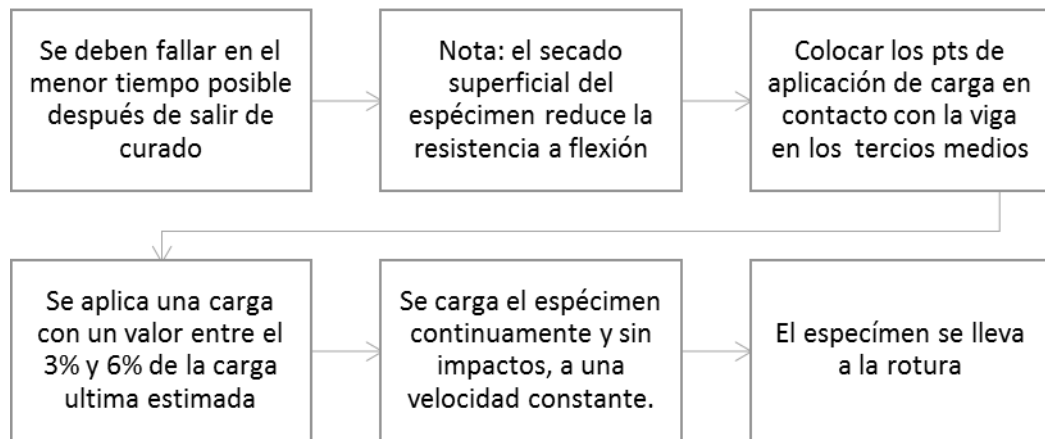 Se deben fallar en el
menor tiempo posible
después de salir de
curado
Nota: el secado
superficial del
espécimen reduce la
resistencia a flexión
Colocar los pts de
aplicación de carga en
contacto con la viga
en los tercios medios
Se aplica una carga
con un valor entre el
3% y 6% de la carga
ultima estimada
Se carga el espécimen
continuamente y sin
impactos, a una
velocidad constante.
El especímen se lleva
a la rotura